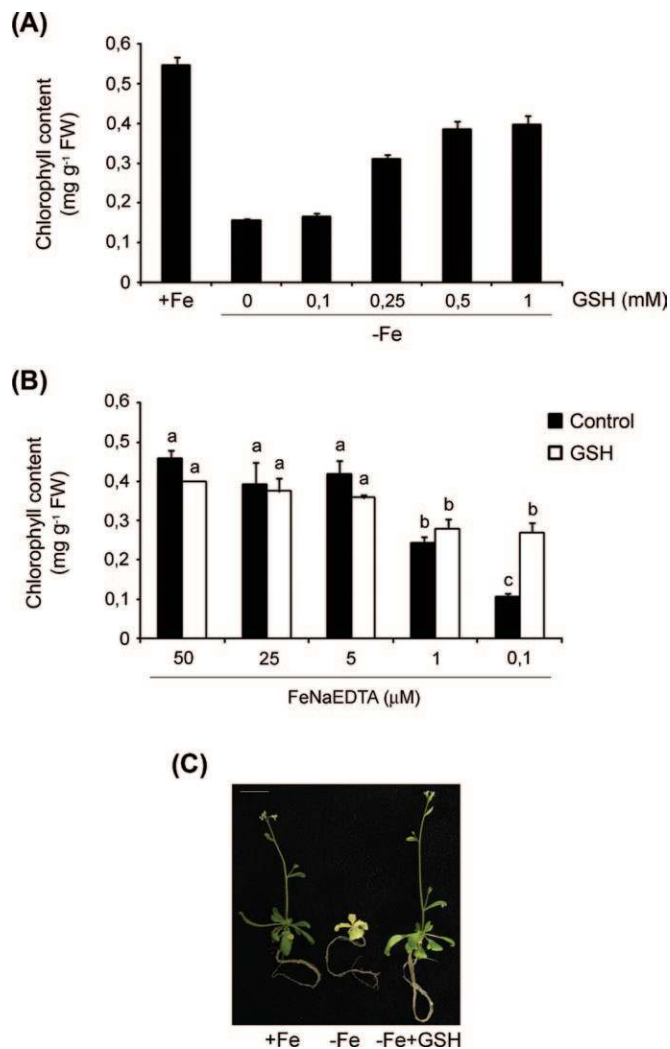 (A)
Chlorophyll content
(mg g⁻¹ FW)
0,6
0,5
0,4
0,3
0,2
0,1
0
+Fe 0 0,1 0,25 0,5 1 GSH (mM)
-Fe
(B)
Chlorophyll content
(mg g⁻¹ FW)
0,6
0,5
0,4
0,3
0,2
0,1
0
Control
GSH
a a a a a a b b c b
50 25 5 1 0,1
FeNaEDTA (μM)
(C)
+Fe -Fe -Fe+GSH